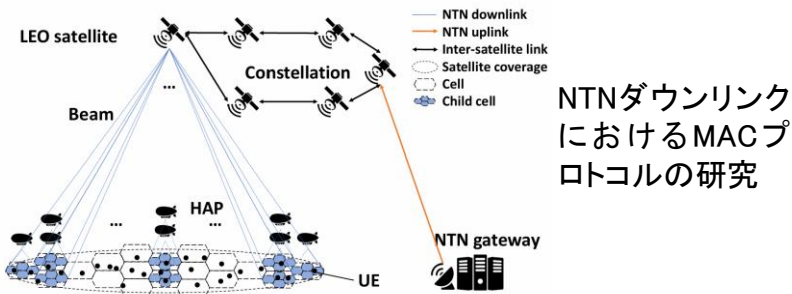 LEO satellite
Constellation
...
Beam
HAP
...
...
NTN gateway
UE
NTN downlink
NTN uplink
Inter-satellite link
Satellite coverage
Cell
Child cell
NTNダウンリンク
におけるMACプ
ロトコルの研究